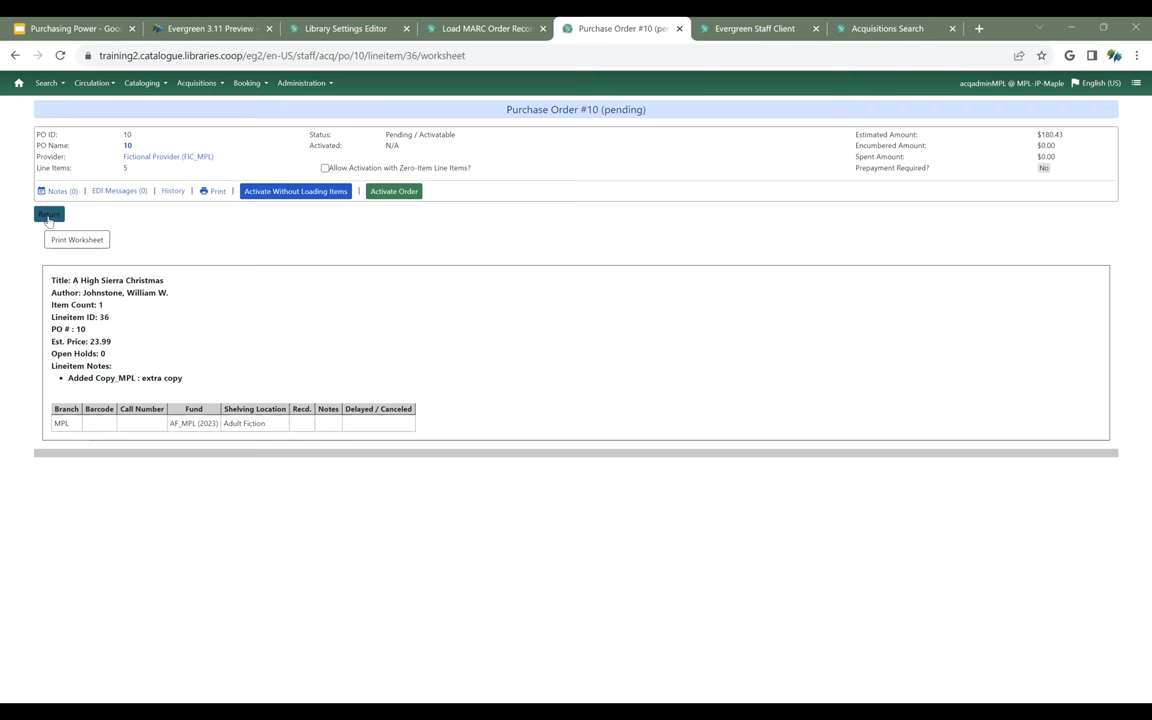 Purchasing Power - Goo
Evergreen 3.11 Preview -
Library Settings Editor
Load MARC Order Recor
Purchase Order #10 (pen
Evergreen Staff Client
Acquisitions Search
training2.catalogue.libraries.coop/eg2/en-US/staff/acq/po/10/lineitem/36/worksheet
Search Circulation Cataloging Acquisitions Booking Administration acqadminMPL @ MPL-JP-Maple English (US)
Purchase Order #10 (pending)
PO ID: 10 Status: Pending / Activatable Estimated Amount: $180.43
PO Name: 10 Activated: N/A Encumbered Amount: $0.00
Provider: Fictional Provider (FIC_MPL) Spent Amount: $0.00
Line Items: 5 Allow Activation with Zero-Item Line Items? Prepayment Required? No
Notes (0) | EDI Messages (0) | History | Print | Activate Without Loading Items | Activate Order
Return
Print Worksheet
Title: A High Sierra Christmas
Author: Johnstone, William W.
Item Count: 1
Lineitem ID: 36
PO # : 10
Est. Price: 23.99
Open Holds: 0
Lineitem Notes:
• Added Copy_MPL : extra copy
Branch Barcode Call Number Fund Shelving Location Recd. Notes Delayed / Canceled
MPL AF_MPL (2023) Adult Fiction